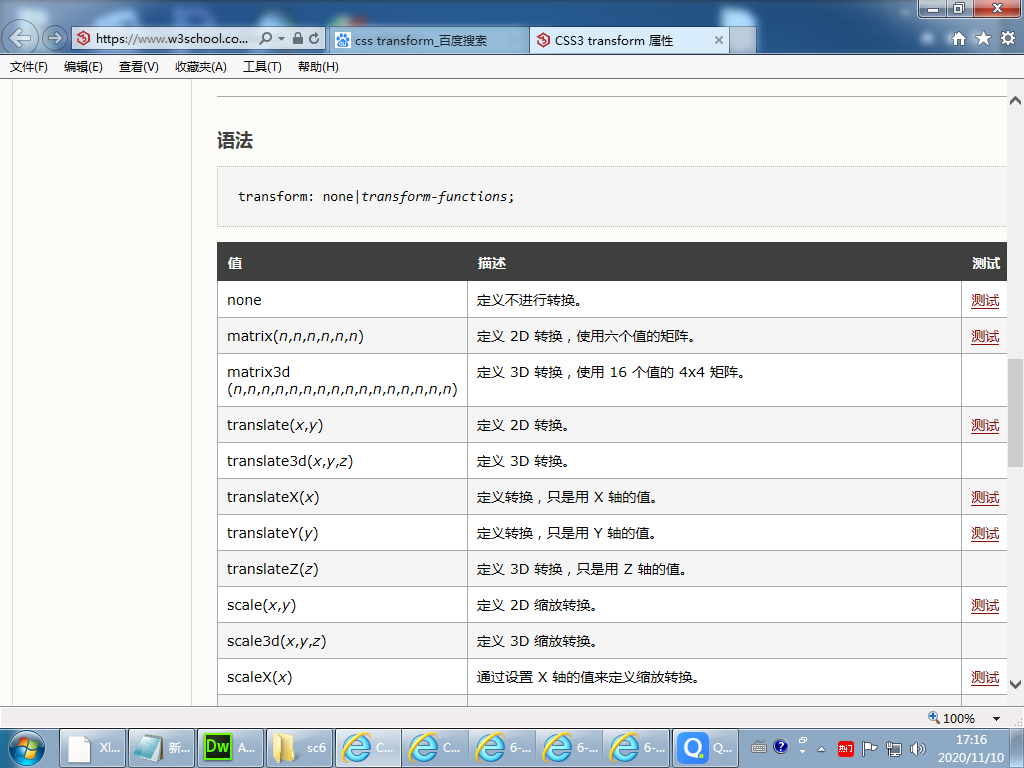 https://www.w3school.co...
css transform_百度搜索
CSS3 transform 属性
文件(F) 编辑(E) 查看(V) 收藏夹(A) 工具(T) 帮助(H)
语法
transform: none|transform-functions;
值 描述 测试
none 定义不进行转换。 测试
matrix(n,n,n,n,n,n) 定义 2D 转换，使用六个值的矩阵。 测试
matrix3d 定义 3D 转换，使用 16 个值的 4x4 矩阵。
(n,n,n,n,n,n,n,n,n,n,n,n,n,n,n,n)
translate(x,y) 定义 2D 转换。 测试
translate3d(x,y,z) 定义 3D 转换。
translateX(x) 定义转换，只是用 X 轴的值。 测试
translateY(y) 定义转换，只是用 Y 轴的值。 测试
translateZ(z) 定义 3D 转换，只是用 Z 轴的值。
scale(x,y) 定义 2D 缩放转换。 测试
scale3d(x,y,z) 定义 3D 缩放转换。
scaleX(x) 通过设置 X 轴的值来定义缩放转换。 测试
100%
Xl... 新... Dw A... sc6 C... C... 6-... 6-... 6-... Q...
17:16
2020/11/10